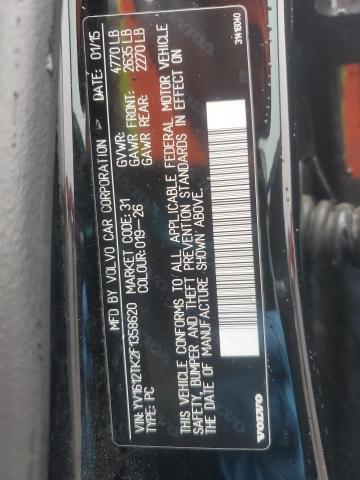 MFD BY VOLVO CAR CORPORATION DATE: 01/15
GVWR: 4770 LB
MARKET CODE: 31 GAWR FRONT: 2635 LB
COLOUR: 019-26 GAWR REAR: 2270 LB
VIN: YV1612TK2F1358620
TYPE: PC
THIS VEHICLE CONFORMS TO ALL APPLICABLE FEDERAL MOTOR VEHICLE
SAFETY, BUMPER AND THEFT PREVENTION STANDARDS IN EFFECT ON
THE DATE OF MANUFACTURE SHOWN ABOVE.
VOLVO 31416040